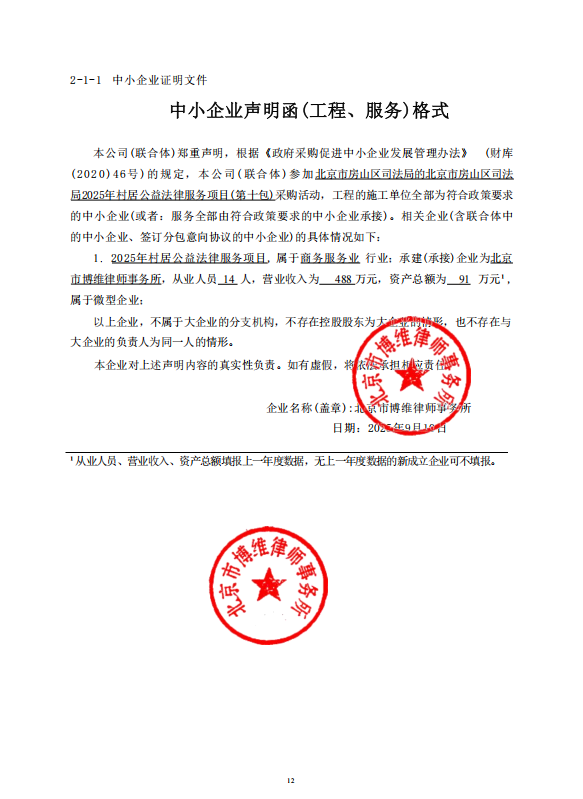 2-1-1 中小企业证明文件
中小企业声明函(工程、服务)格式
本公司(联合体)郑重声明，根据《政府采购促进中小企业发展管理办法》 (财库
(2020)46号)的规定，本公司(联合体)参加北京市房山区司法局的北京市房山区司法
局2025年村居公益法律服务项目(第十包)采购活动，工程的施工单位全部为符合政策要求
的中小企业(或者：服务全部由符合政策要求的中小企业承接)。相关企业(含联合体中
的中小企业、签订分包意向协议的中小企业)的具体情况如下：
1. 2025年村居公益法律服务项目, 属于商务服务业 行业；承建(承接)企业为北京
市博维律师事务所，从业人员 14 人，营业收入为 488 万元，资产总额为 91 万元¹，
属于微型企业；
以上企业，不属于大企业的分支机构，不存在控股股东为大企业的情形，也不存在与
大企业的负责人为同一人的情形。
本企业对上述声明内容的真实性负责。如有虚假，将依法承担相应责任。
北京市博维律师事务所
企业名称(盖章)：北京市博维律师事务所
日期：2025年9月 日
¹从业人员、营业收入、资产总额填报上一年度数据，无上一年度数据的新成立企业可不填报。
北京市博维律师事务所
12